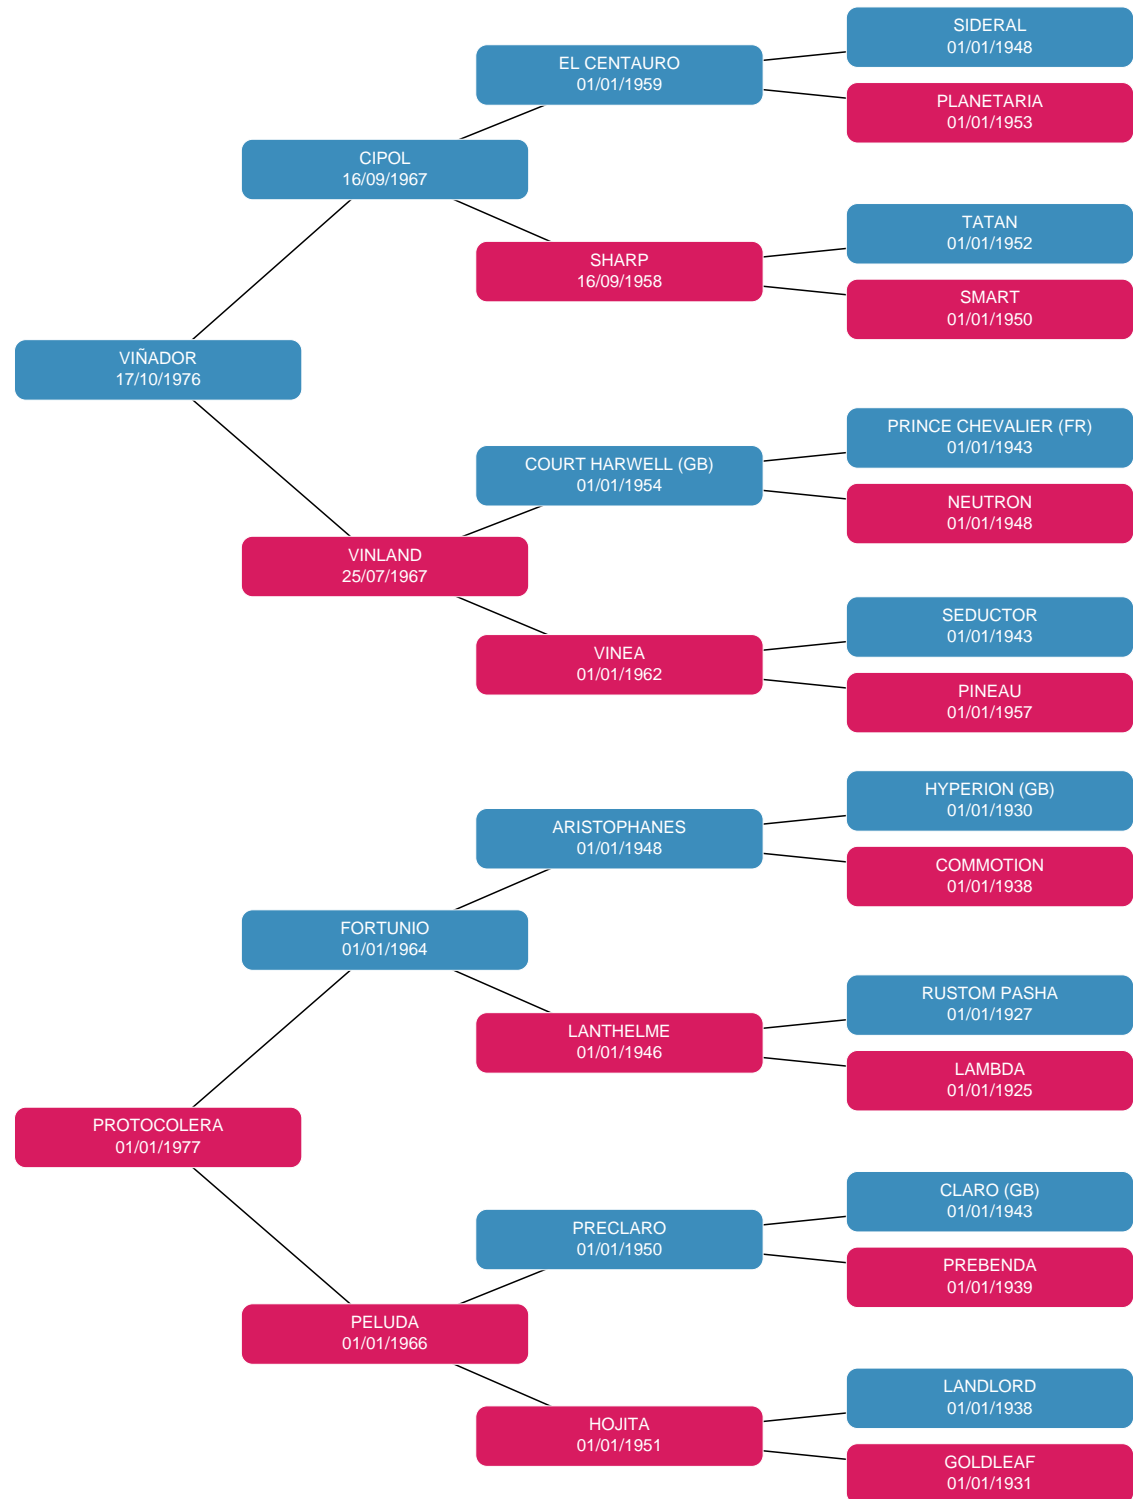 SIDERAL
01/01/1948
EL CENTAURO
01/01/1959
PLANETARIA
01/01/1953
CIPOL
16/09/1967
TATAN
01/01/1952
SHARP
16/09/1958
SMART
01/01/1950
VIÑADOR
17/10/1976
PRINCE CHEVALIER (FR)
01/01/1943
COURT HARWELL (GB)
01/01/1954
NEUTRON
01/01/1948
VINLAND
25/07/1967
SEDUCTOR
01/01/1943
VINEA
01/01/1962
PINEAU
01/01/1957
HYPERION (GB)
01/01/1930
ARISTOPHANES
01/01/1948
COMMOTION
01/01/1938
FORTUNIO
01/01/1964
RUSTOM PASHA
01/01/1927
LANTHELME
01/01/1946
LAMBDA
01/01/1925
PROTOCOLERA
01/01/1977
CLARO (GB)
01/01/1943
PRECLARO
01/01/1950
PREBENDA
01/01/1939
PELUDA
01/01/1966
LANDLORD
01/01/1938
HOJITA
01/01/1951
GOLDLEAF
01/01/1931